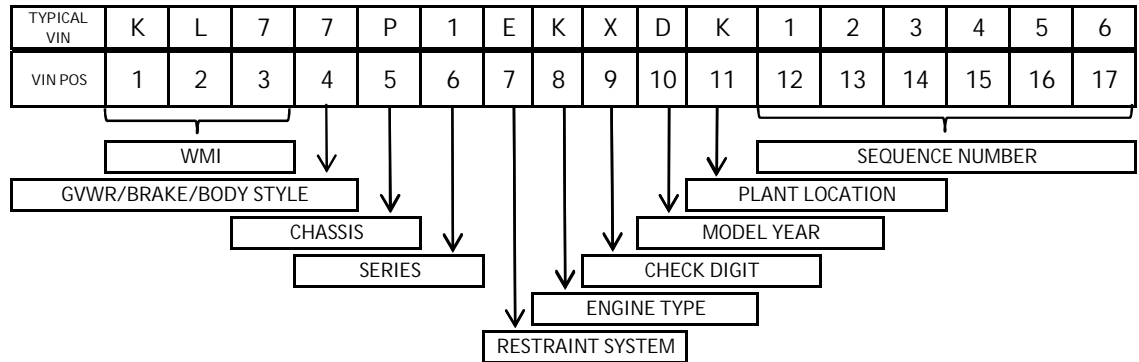 TYPICAL VIN K L 7 7 P 1 E K X D K 1 2 3 4 5 6
VIN POS 1 2 3 4 5 6 7 8 9 10 11 12 13 14 15 16 17
WMI SEQUENCE NUMBER
GVWR/BRAKE/BODY STYLE PLANT LOCATION
CHASSIS MODEL YEAR
SERIES CHECK DIGIT
ENGINE TYPE
RESTRAINT SYSTEM